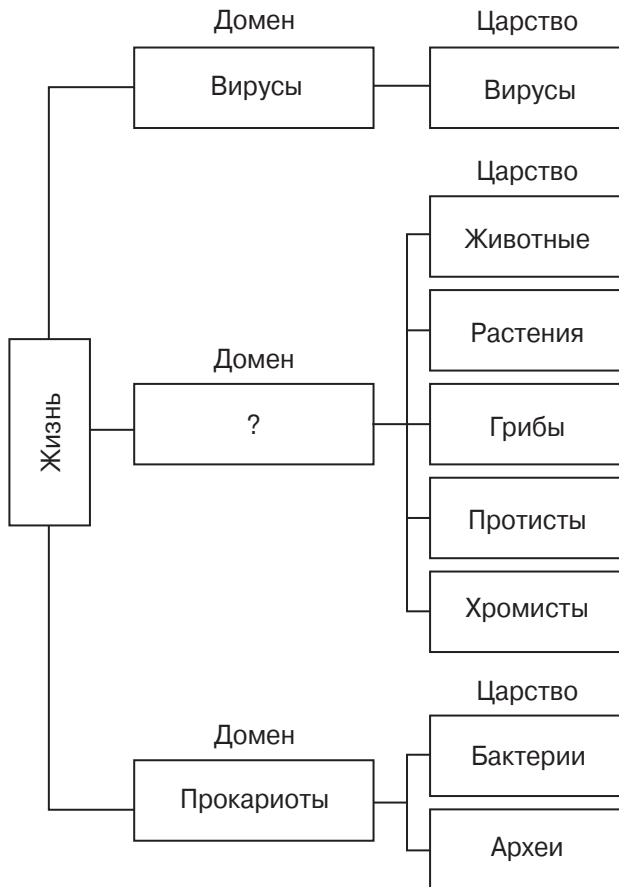 Домен
Царство
Вирусы
Вирусы
Царство
Животные
Растения
Домен
Жизнь
?
Грибы
Протисты
Хромисты
Царство
Домен
Бактерии
Прокариоты
Археи